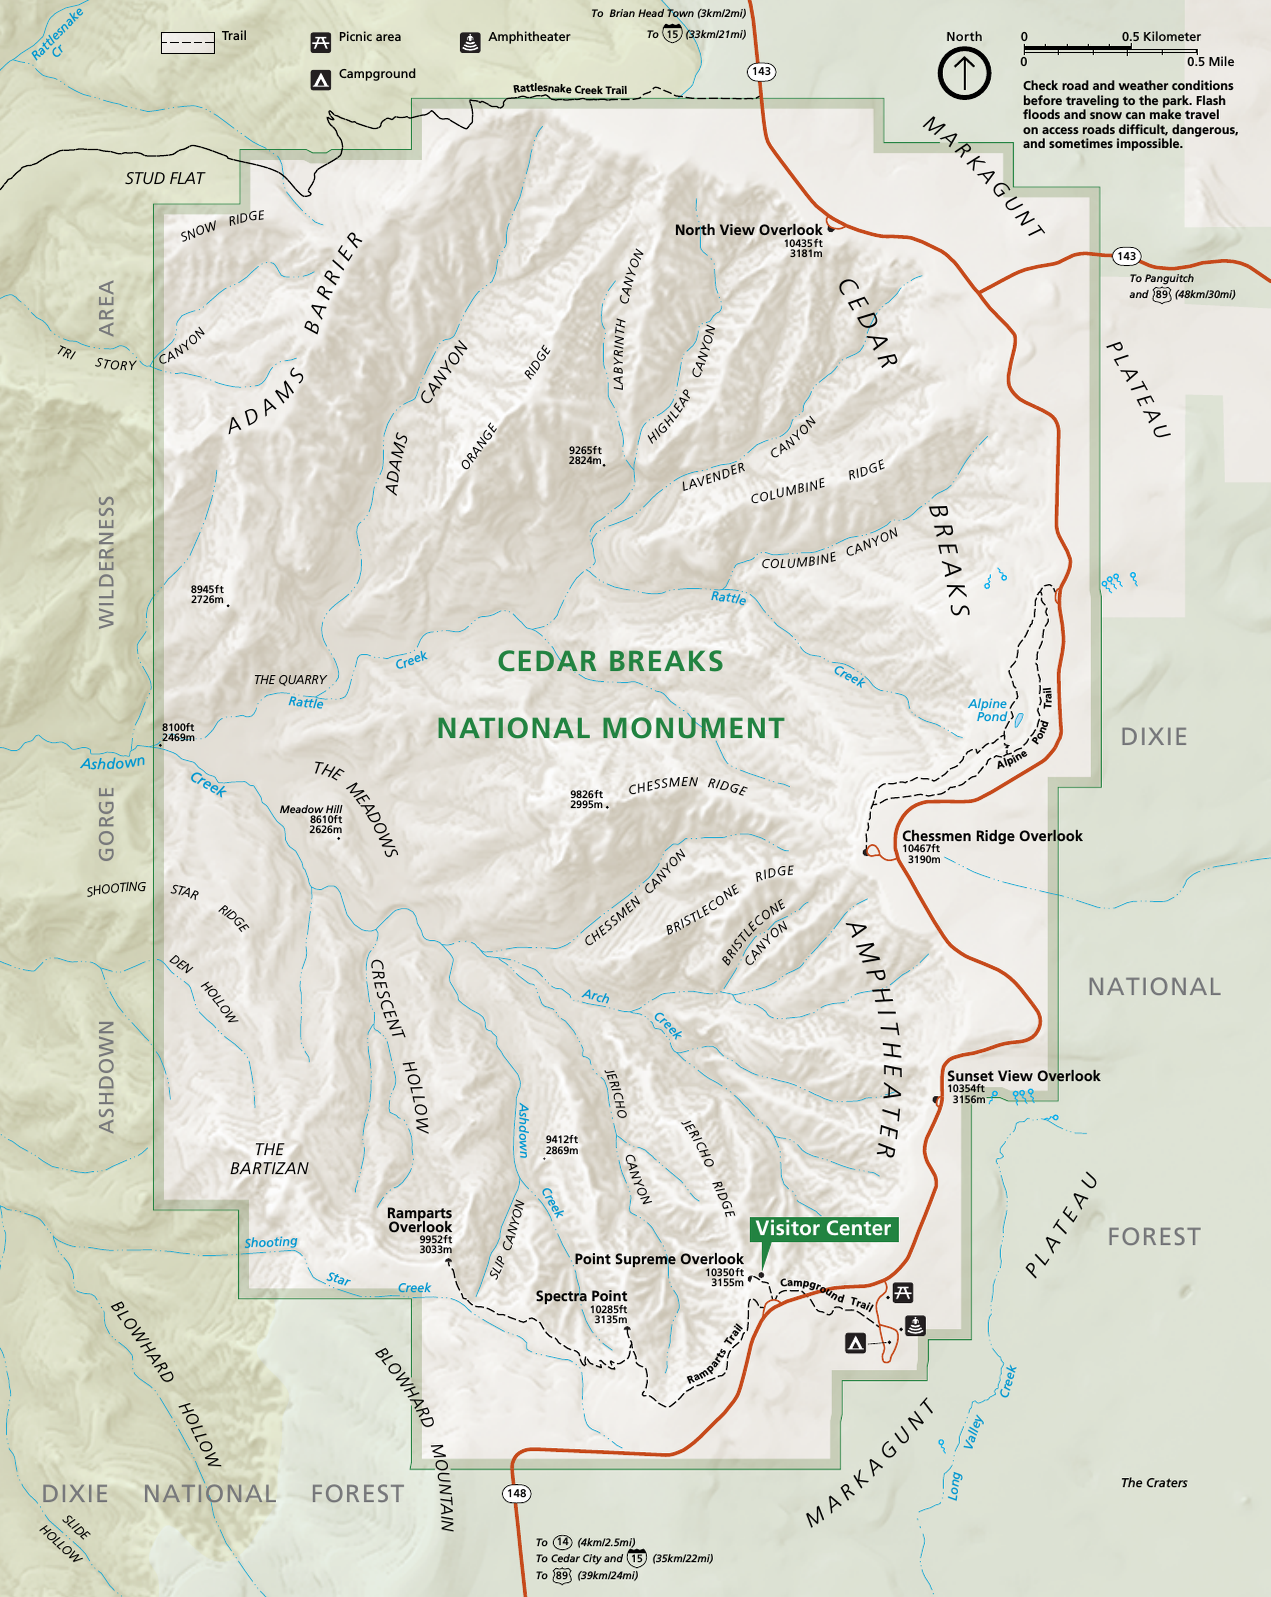 To Brian Head Town (3km/2mi)
To 15 (33km/21mi)
Rattlesnake
Cr
Trail
Picnic area
Amphitheater
Campground
North
0 0.5 Kilometer
0 0.5 Mile
Check road and weather conditions
before traveling to the park. Flash
floods and snow can make travel
on access roads difficult, dangerous,
and sometimes impossible.
143
Rattlesnake Creek Trail
STUD FLAT
MARKAGUNT
SNOW RIDGE
North View Overlook
10435ft
3181m
143
To Panguitch
and 89 (48km/30mi)
AREA
ADAMS BARRIER
TRI STORY CANYON
ADAMS CANYON
ORANGE RIDGE
LABYRINTH CANYON
HIGHLEAP CANYON
CEDAR
PLATEAU
9265ft
2824m
LAVENDER CANYON
COLUMBINE RIDGE
COLUMBINE CANYON
BREAKS
WILDERNESS
8945ft
2726m
Rattle
Creek
CEDAR BREAKS
NATIONAL MONUMENT
Creek
THE QUARRY
Rattle
8100ft
2469m
Ashdown
Creek
Alpine
Pond
Alpine Pond Trail
DIXIE
THE MEADOWS
Meadow Hill
8610ft
2626m
9826ft
2995m
CHESSMEN RIDGE
Chessmen Ridge Overlook
10467ft
3190m
GORGE
SHOOTING STAR RIDGE
CHESSMEN CANYON
BRISTLECONE RIDGE
BRISTLECONE
CANYON
AMPHITHEATER
DEN HOLLOW
CRESCENT HOLLOW
Arch
Creek
NATIONAL
ASHDOWN
JERICHO CANYON
JERICHO RIDGE
Sunset View Overlook
10354ft
3156m
Ashdown
Creek
9412ft
2869m
THE
BARTIZAN
Ramparts
Overlook
9952ft
3033m
SLIP CANYON
Visitor Center
Point Supreme Overlook
10350ft
3155m
Campground Trail
Spectra Point
10285ft
3135m
Ramparts Trail
PLATEAU
FOREST
Shooting
Star
Creek
BLOWHARD HOLLOW
BLOWHARD MOUNTAIN
MARKAGUNT
Long Valley Creek
The Craters
DIXIE NATIONAL FOREST
SLIDE
HOLLOW
148
To 14 (4km/2.5mi)
To Cedar City and 15 (35km/22mi)
To 89 (39km/24mi)